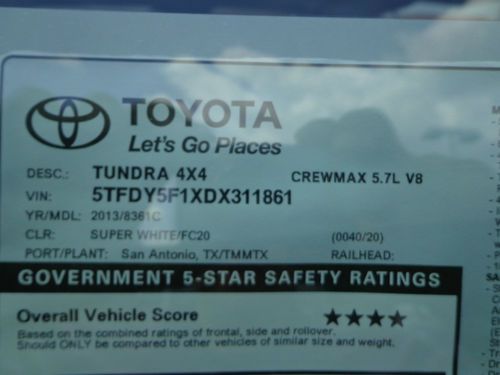 TOYOTA
Let's Go Places
DESC.: TUNDRA 4X4 CREWMAX 5.7L V8
VIN: 5TFDY5F1XDX311861
YR/MDL: 2013/8361C
CLR: SUPER WHITE/FC20 (0040/20)
PORT/PLANT: San Antonio, TX/TMMTX RAILHEAD:
GOVERNMENT 5-STAR SAFETY RATINGS
Overall Vehicle Score ★★★★
Based on the combined ratings of frontal, side and rollover.
Should ONLY be compared to other vehicles of similar size and weight.